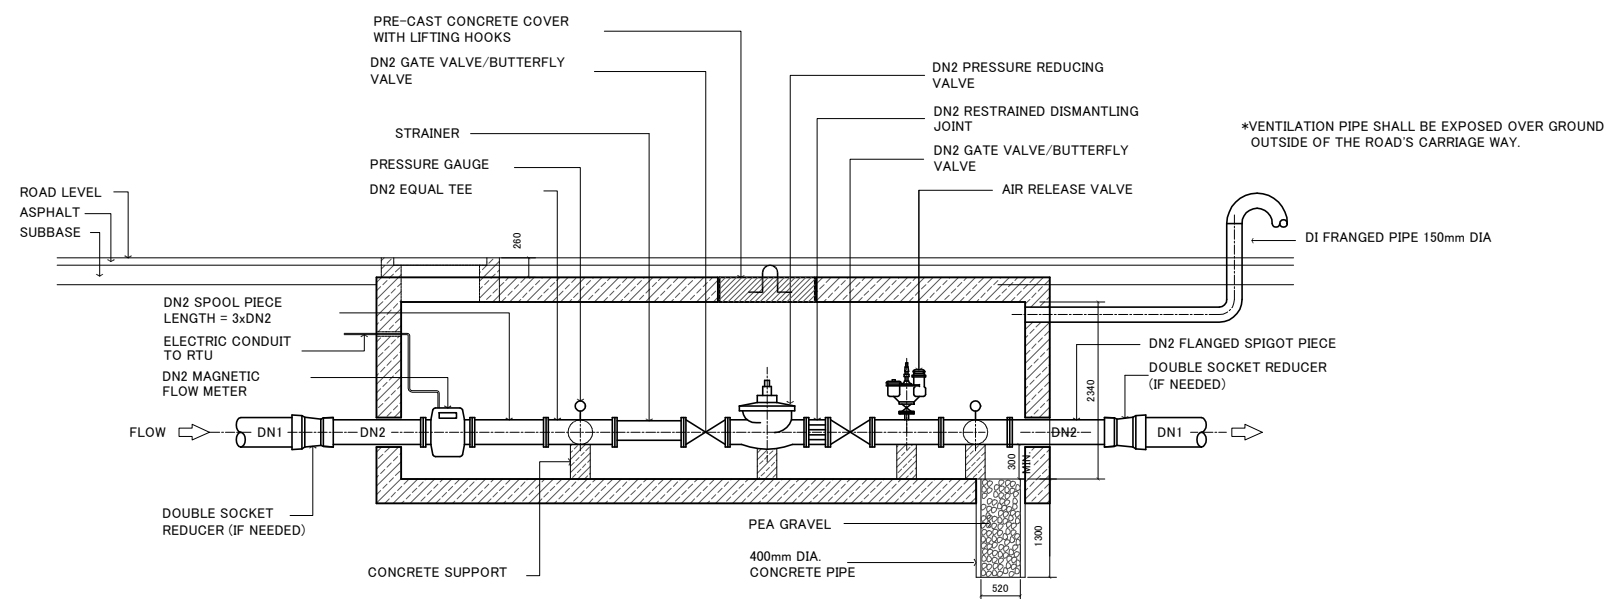 PRE-CAST CONCRETE COVER
WITH LIFTING HOOKS
DN2 GATE VALVE/BUTTERFLY
VALVE
STRAINER
PRESSURE GAUGE
DN2 EQUAL TEE
DN2 PRESSURE REDUCING
VALVE
DN2 RESTRAINED DISMANTLING
JOINT
DN2 GATE VALVE/BUTTERFLY
VALVE
AIR RELEASE VALVE
*VENTILATION PIPE SHALL BE EXPOSED OVER GROUND
OUTSIDE OF THE ROAD'S CARRIAGE WAY.
ROAD LEVEL
ASPHALT
SUBBASE
260
DI FRANGED PIPE 150mm DIA
DN2 SPOOL PIECE
LENGTH = 3xDN2
ELECTRIC CONDUIT
TO RTU
DN2 MAGNETIC
FLOW METER
DN2 FLANGED SPIGOT PIECE
DOUBLE SOCKET REDUCER
(IF NEEDED)
2340
FLOW
DN1
DN2
DN2
DN1
300
MIN
DOUBLE SOCKET
REDUCER (IF NEEDED)
PEA GRAVEL
1300
400mm DIA.
CONCRETE PIPE
CONCRETE SUPPORT
520